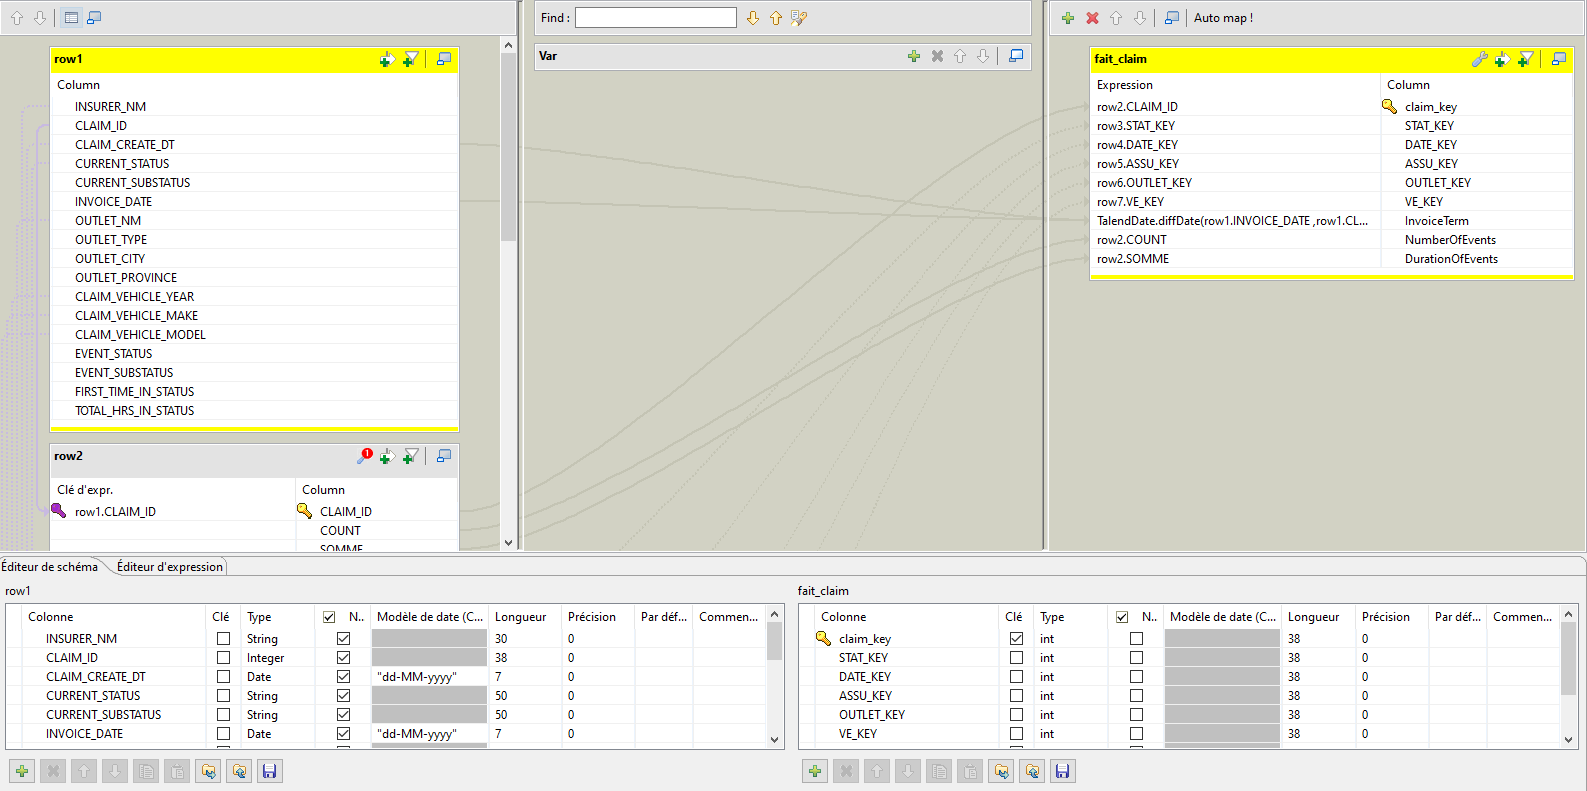 Find :
Auto map !
row1
Column
INSURER_NM
CLAIM_ID
CLAIM_CREATE_DT
CURRENT_STATUS
CURRENT_SUBSTATUS
INVOICE_DATE
OUTLET_NM
OUTLET_TYPE
OUTLET_CITY
OUTLET_PROVINCE
CLAIM_VEHICLE_YEAR
CLAIM_VEHICLE_MAKE
CLAIM_VEHICLE_MODEL
EVENT_STATUS
EVENT_SUBSTATUS
FIRST_TIME_IN_STATUS
TOTAL_HRS_IN_STATUS
row2 1
Clé d'expr. Column
row1.CLAIM_ID CLAIM_ID
COUNT
SOMME
Var
fait_claim
Expression Column
row2.CLAIM_ID claim_key
row3.STAT_KEY STAT_KEY
row4.DATE_KEY DATE_KEY
row5.ASSU_KEY ASSU_KEY
row6.OUTLET_KEY OUTLET_KEY
row7.VE_KEY VE_KEY
TalendDate.diffDate(row1.INVOICE_DATE ,row1.CL... InvoiceTerm
row2.COUNT NumberOfEvents
row2.SOMME DurationOfEvents
Éditeur de schéma Éditeur d'expression
row1
Colonne Clé Type N.. Modèle de date (C... Longueur Précision Par déf... Commen...
INSURER_NM String 30 0
CLAIM_ID Integer 38 0
CLAIM_CREATE_DT Date "dd-MM-yyyy" 7 0
CURRENT_STATUS String 50 0
CURRENT_SUBSTATUS String 50 0
INVOICE_DATE Date "dd-MM-yyyy" 7 0
fait_claim
Colonne Clé Type N.. Modèle de date (C... Longueur Précision Par déf... Commen...
claim_key int 38 0
STAT_KEY int 38 0
DATE_KEY int 38 0
ASSU_KEY int 38 0
OUTLET_KEY int 38 0
VE_KEY int 38 0